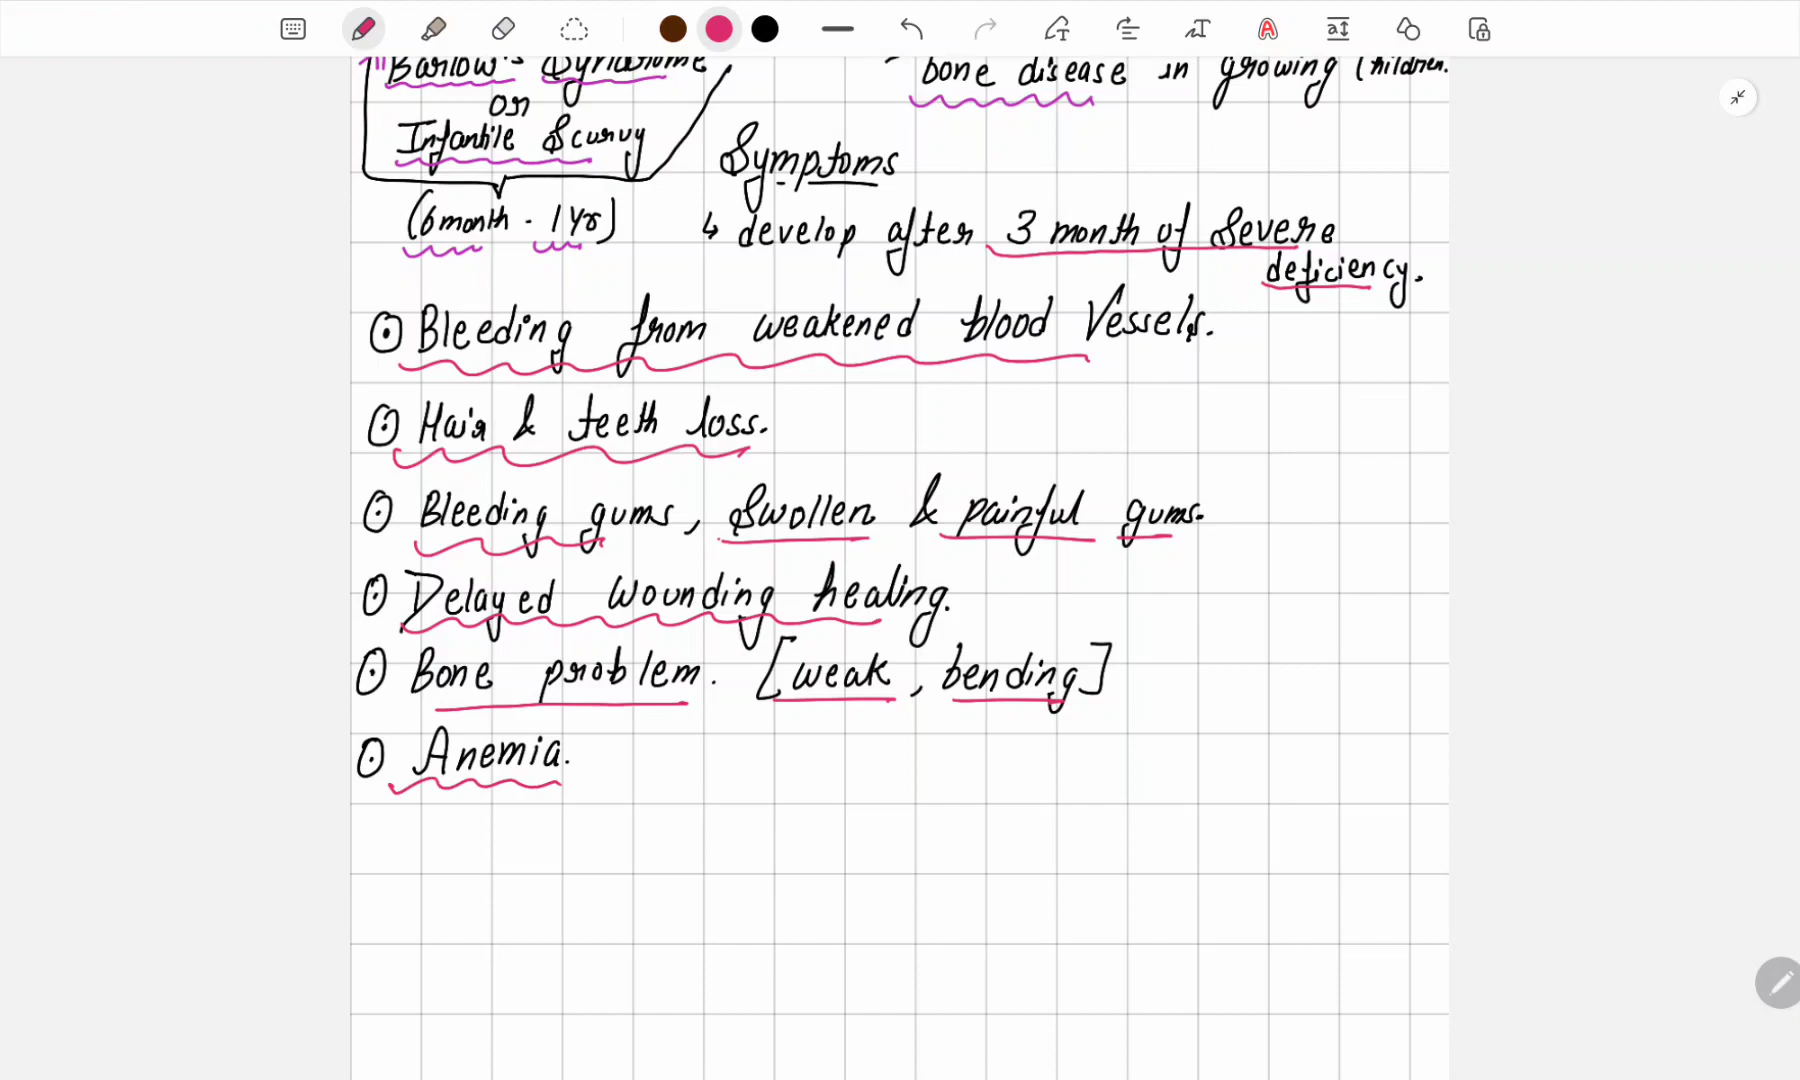 Barlow's Syndrome
or
Infantile Scurvy
(6 month - 1 yrs)
bone disease in growing children.
Symptoms
↳ develop after 3 month of severe
deficiency.
⊙ Bleeding from weakened blood Vessels.
⊙ Hair & teeth loss.
⊙ Bleeding gums, Swollen & painful gums.
⊙ Delayed wounding healing.
⊙ Bone problem. [weak, bending]
⊙ Anemia.